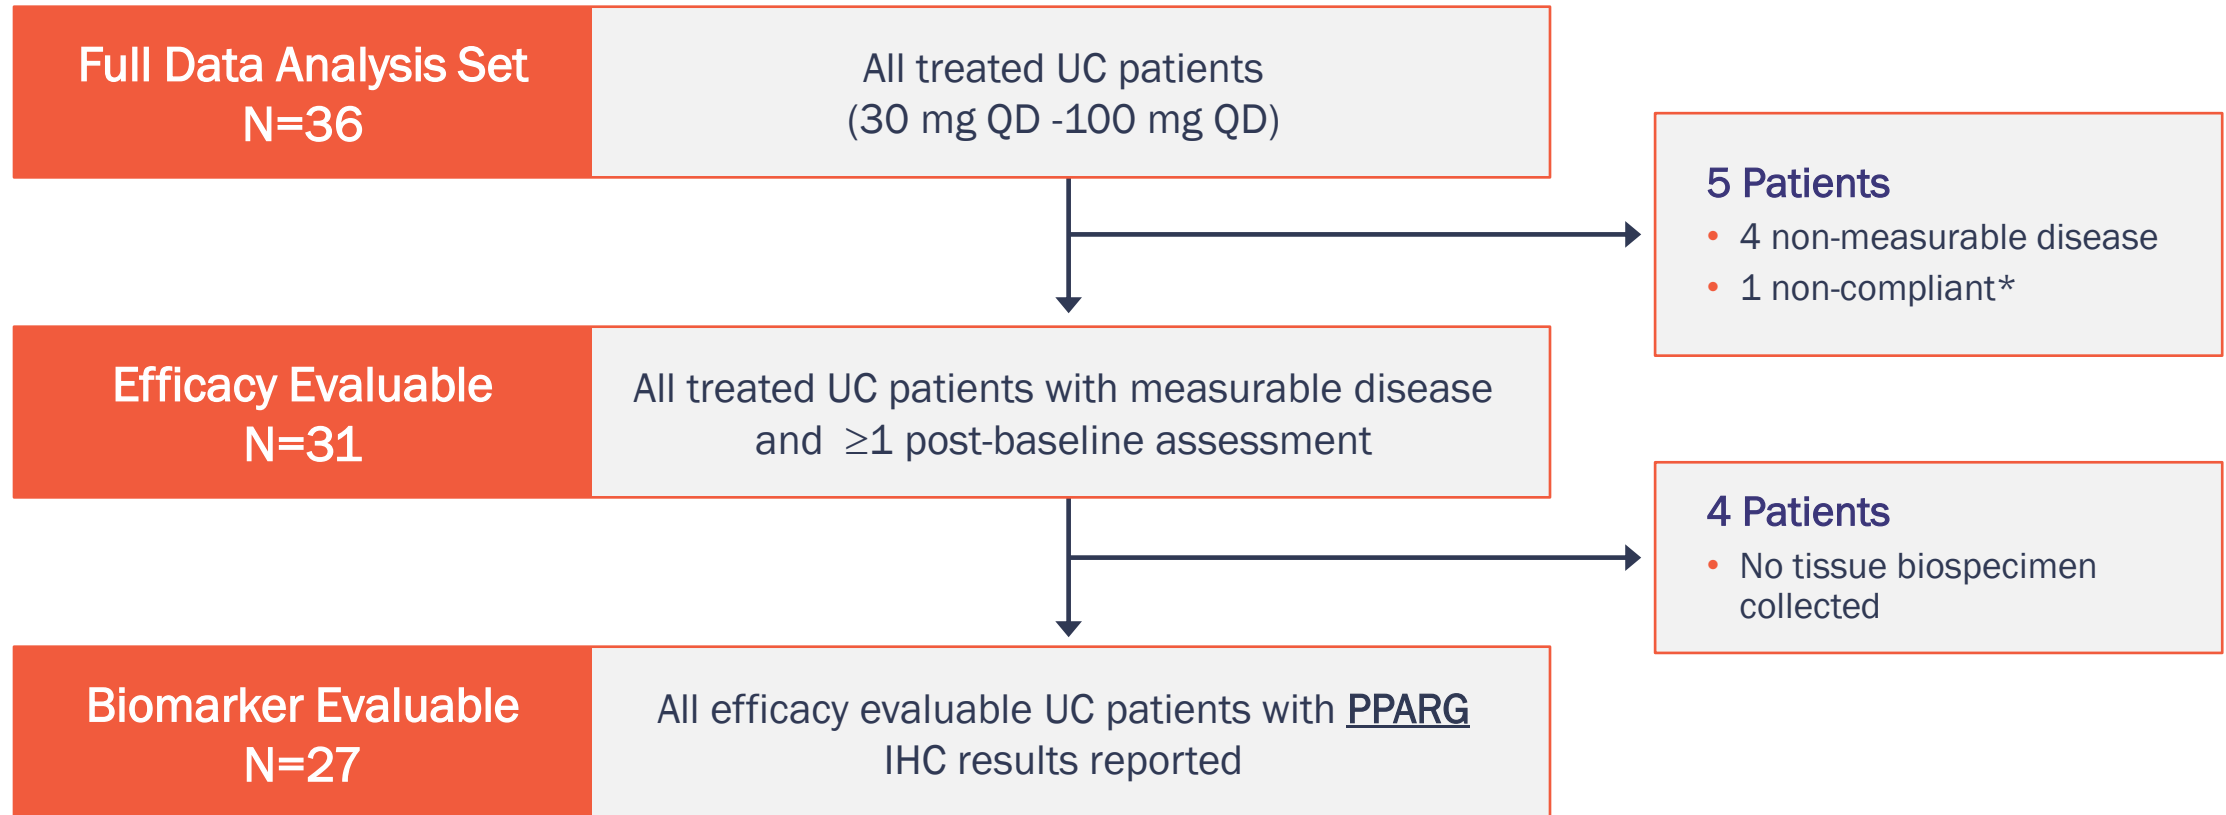 Full Data Analysis Set
N=36
All treated UC patients
(30 mg QD -100 mg QD)
5 Patients
• 4 non-measurable disease
• 1 non-compliant*
Efficacy Evaluable
N=31
All treated UC patients with measurable disease
and ≥1 post-baseline assessment
4 Patients
• No tissue biospecimen
collected
Biomarker Evaluable
N=27
All efficacy evaluable UC patients with PPARG
IHC results reported